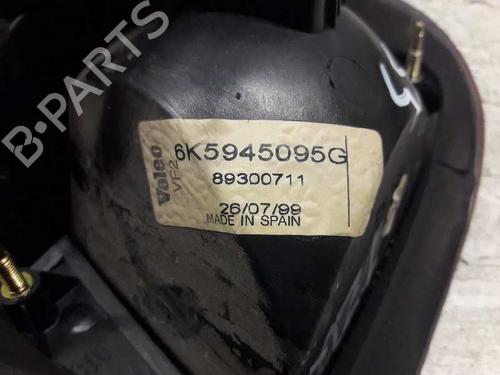 B-PARTS
Valeo
VF2
6K5945095G
89300711
26/07/99
MADE IN SPAIN